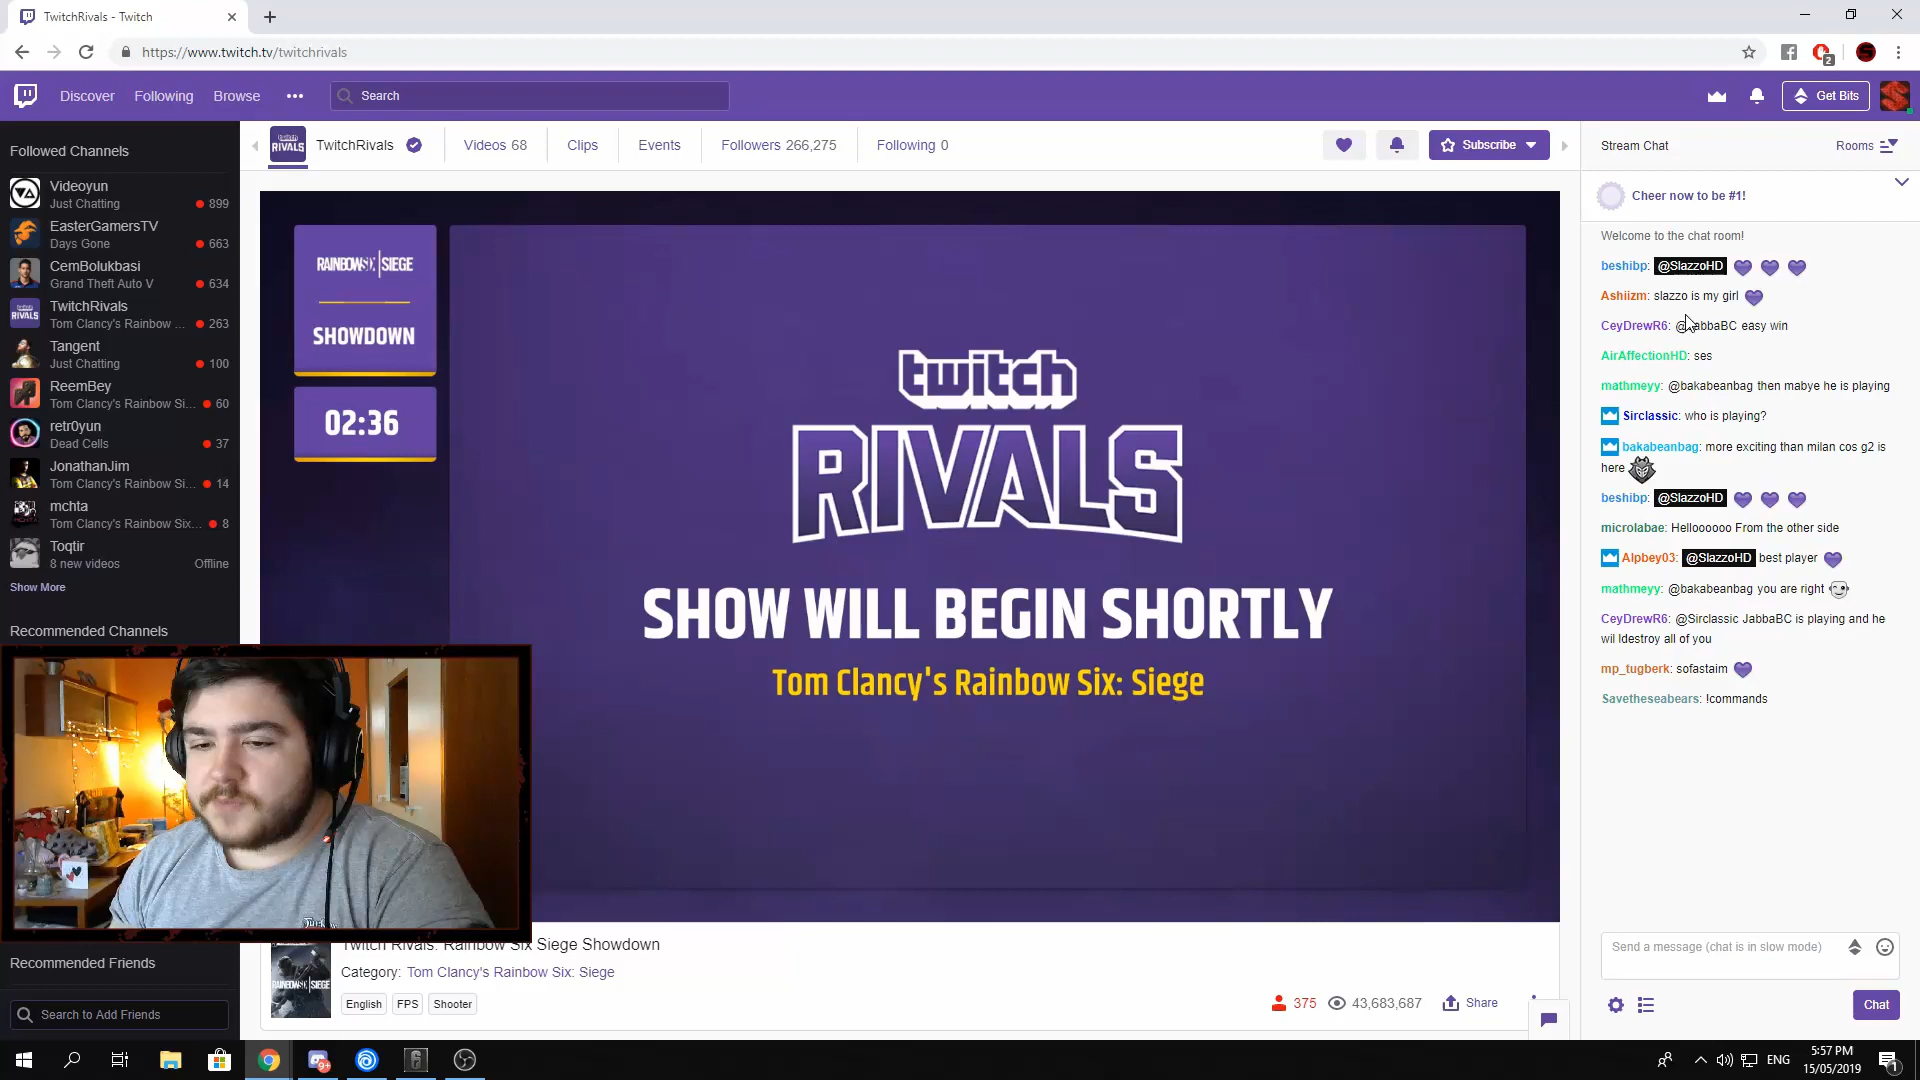 TwitchRivals - Twitch
https://www.twitch.tv/twitchrivals
2
Discover
Following
Browse
Search
Get Bits
Followed Channels
Videoyun
Just Chatting
899
EasterGamersTV
Days Gone
663
CemBolukbasi
Grand Theft Auto V
634
TwitchRivals
Tom Clancy's Rainbow ...
263
Tangent
Just Chatting
100
ReemBey
Tom Clancy's Rainbow Si...
60
retr0yun
Dead Cells
37
JonathanJim
Tom Clancy's Rainbow Si...
14
mchta
Tom Clancy's Rainbow Six...
8
Toqtir
8 new videos
Offline
Show More
Recommended Channels
Recommended Friends
Search to Add Friends
twitch
RIVALS
TwitchRivals
Videos 68
Clips
Events
Followers 266,275
Following 0
Subscribe
RAINBOWSIX|SIEGE
SHOWDOWN
02:36
twitch
RIVALS
SHOW WILL BEGIN SHORTLY
Tom Clancy's Rainbow Six: Siege
Twitch Rivals: Rainbow Six Siege Showdown
Category: Tom Clancy's Rainbow Six: Siege
English
FPS
Shooter
375
43,683,687
Share
Stream Chat
Rooms
Cheer now to be #1!
Welcome to the chat room!
beshibp: @SlazzoHD
Ashiizm: slazzo is my girl
CeyDrewR6: @JabbaBC easy win
AirAffectionHD: ses
mathmeyy: @bakabeanbag then mabye he is playing
Sirclassic: who is playing?
bakabeanbag: more exciting than milan cos g2 is
here
beshibp: @SlazzoHD
microlabae: Helloooooo From the other side
Alpbey03: @SlazzoHD best player
mathmeyy: @bakabeanbag you are right
CeyDrewR6: @Sirclassic JabbaBC is playing and he
wil ldestroy all of you
mp_tugberk: sofastaim
Savetheseabears: !commands
Send a message (chat is in slow mode)
Chat
9+
ENG
5:57 PM
15/05/2019
1